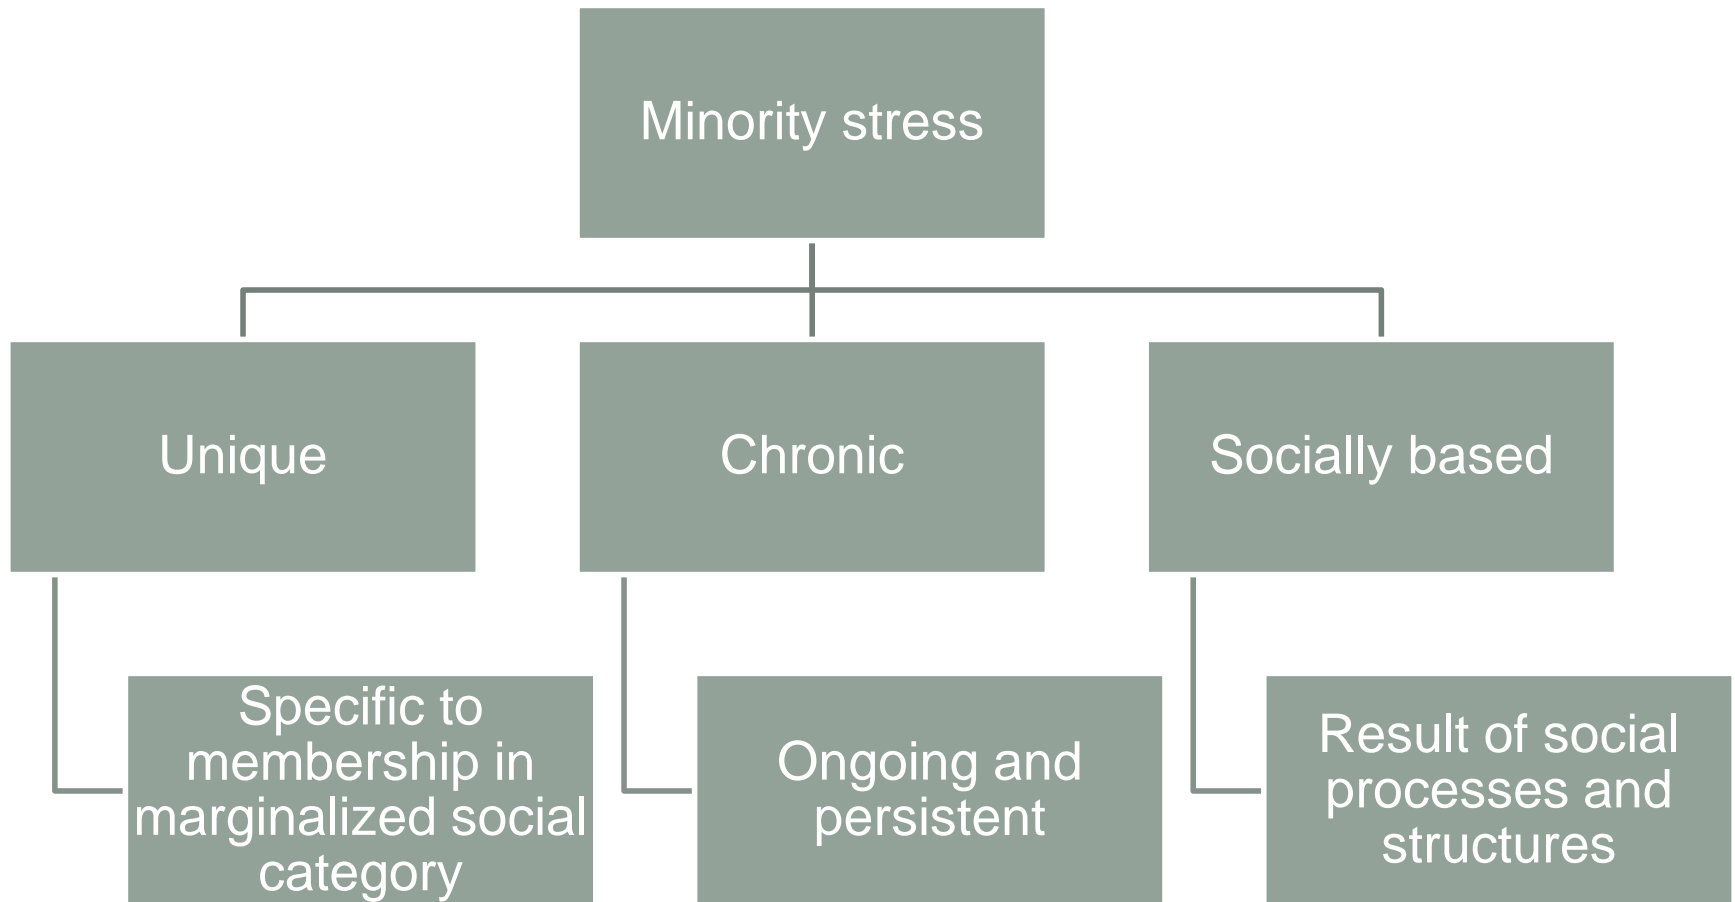 Minority stress
Unique
Chronic
Socially based
Specific to
membership in
marginalized social
category
Ongoing and
persistent
Result of social
processes and
structures